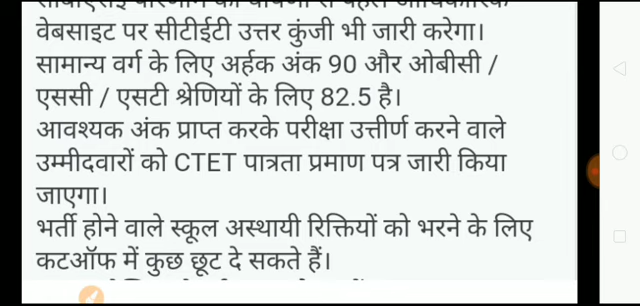 वेबसाइट पर सीटीईटी उत्तर कुंजी भी जारी करेगा।
सामान्य वर्ग के लिए अर्हक अंक 90 और ओबीसी /
एससी / एसटी श्रेणियों के लिए 82.5 है।
आवश्यक अंक प्राप्त करके परीक्षा उत्तीर्ण करने वाले
उम्मीदवारों को CTET पात्रता प्रमाण पत्र जारी किया
जाएगा।
भर्ती होने वाले स्कूल अस्थायी रिक्तियों को भरने के लिए
कटऑफ में कुछ छूट दे सकते हैं।